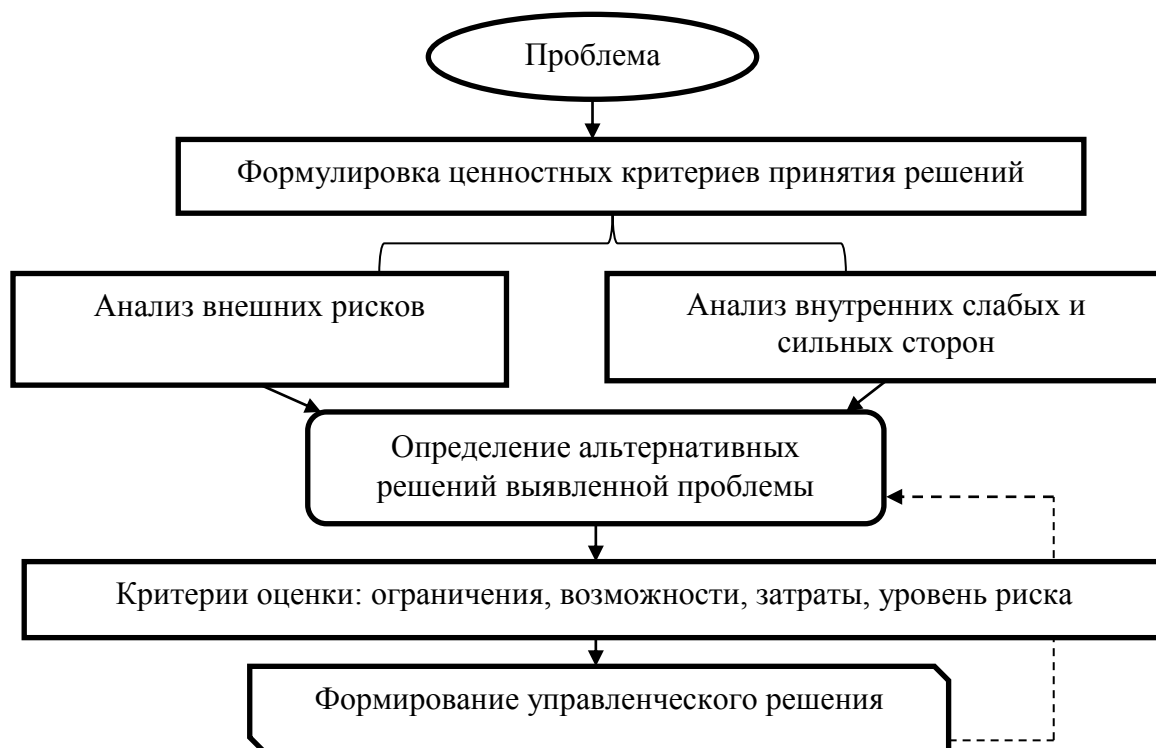 Проблема
Формулировка ценностных критериев принятия решений
Анализ внешних рисков
Анализ внутренних слабых и
сильных сторон
Определение альтернативных
решений выявленной проблемы
Критерии оценки: ограничения, возможности, затраты, уровень риска
Формирование управленческого решения